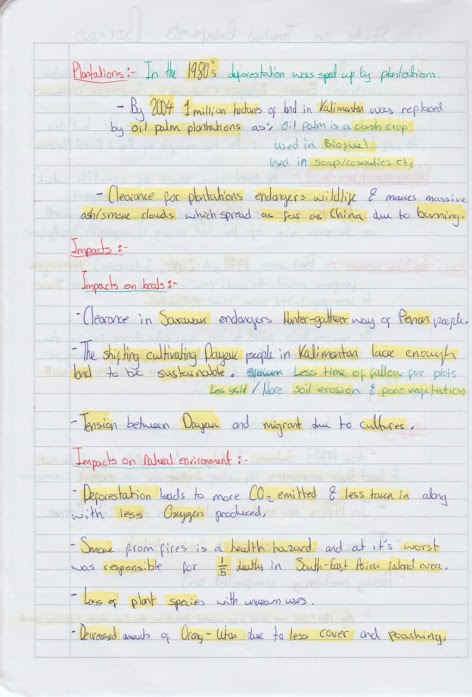 Plantations:- In the 1980's deforestation was sped up by plantations.
- By 2004 1 million hectares of land in Kalimantan was replaced
by oil palm plantations as:, Oil palm is a cash crop
used in Biofuel
used in soap/cosmetics etc
- Clearance for plantations endangers wildlife & makes massive
ash/smoke clouds which spread as far as China due to burning.
Impacts:-
Impacts on locals:-
- Clearance in Sarawak endangers Hunter-gatherer way of Penan people.
- The shifting cultivating Dayak people in Kalimantan lack enough
land to be sustainable. Less time of fallow for plots
Less yield / More soil erosion & poor vegetation
- Tension between Dayak and migrant due to cultures.
Impacts on Natural environment:-
- Deforestation leads to more CO2 emitted & less taken in along
with less Oxygen produced.
- Smoke from fires is a health hazard and at it's worst
was responsible for 1/5 deaths in South-East Asian island area.
- Loss of plant species with unknown uses.
- Decreased amounts of Orang-Utan due to less cover and poaching.